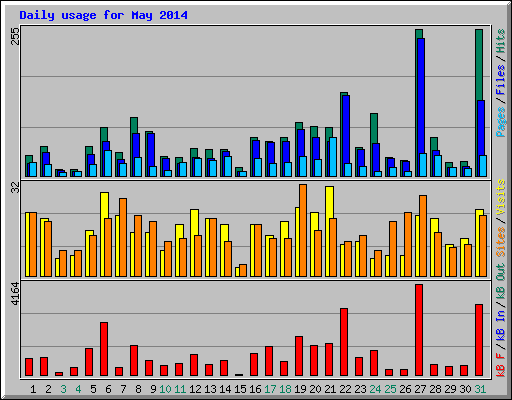 Daily usage for May 2014
255
32
4164
Pages / Files / Hits
Sites / Visits
kB F / kB In / kB Out
1 2 3 4 5 6 7 8 9 10 11 12 13 14 15 16 17 18 19 20 21 22 23 24 25 26 27 28 29 30 31